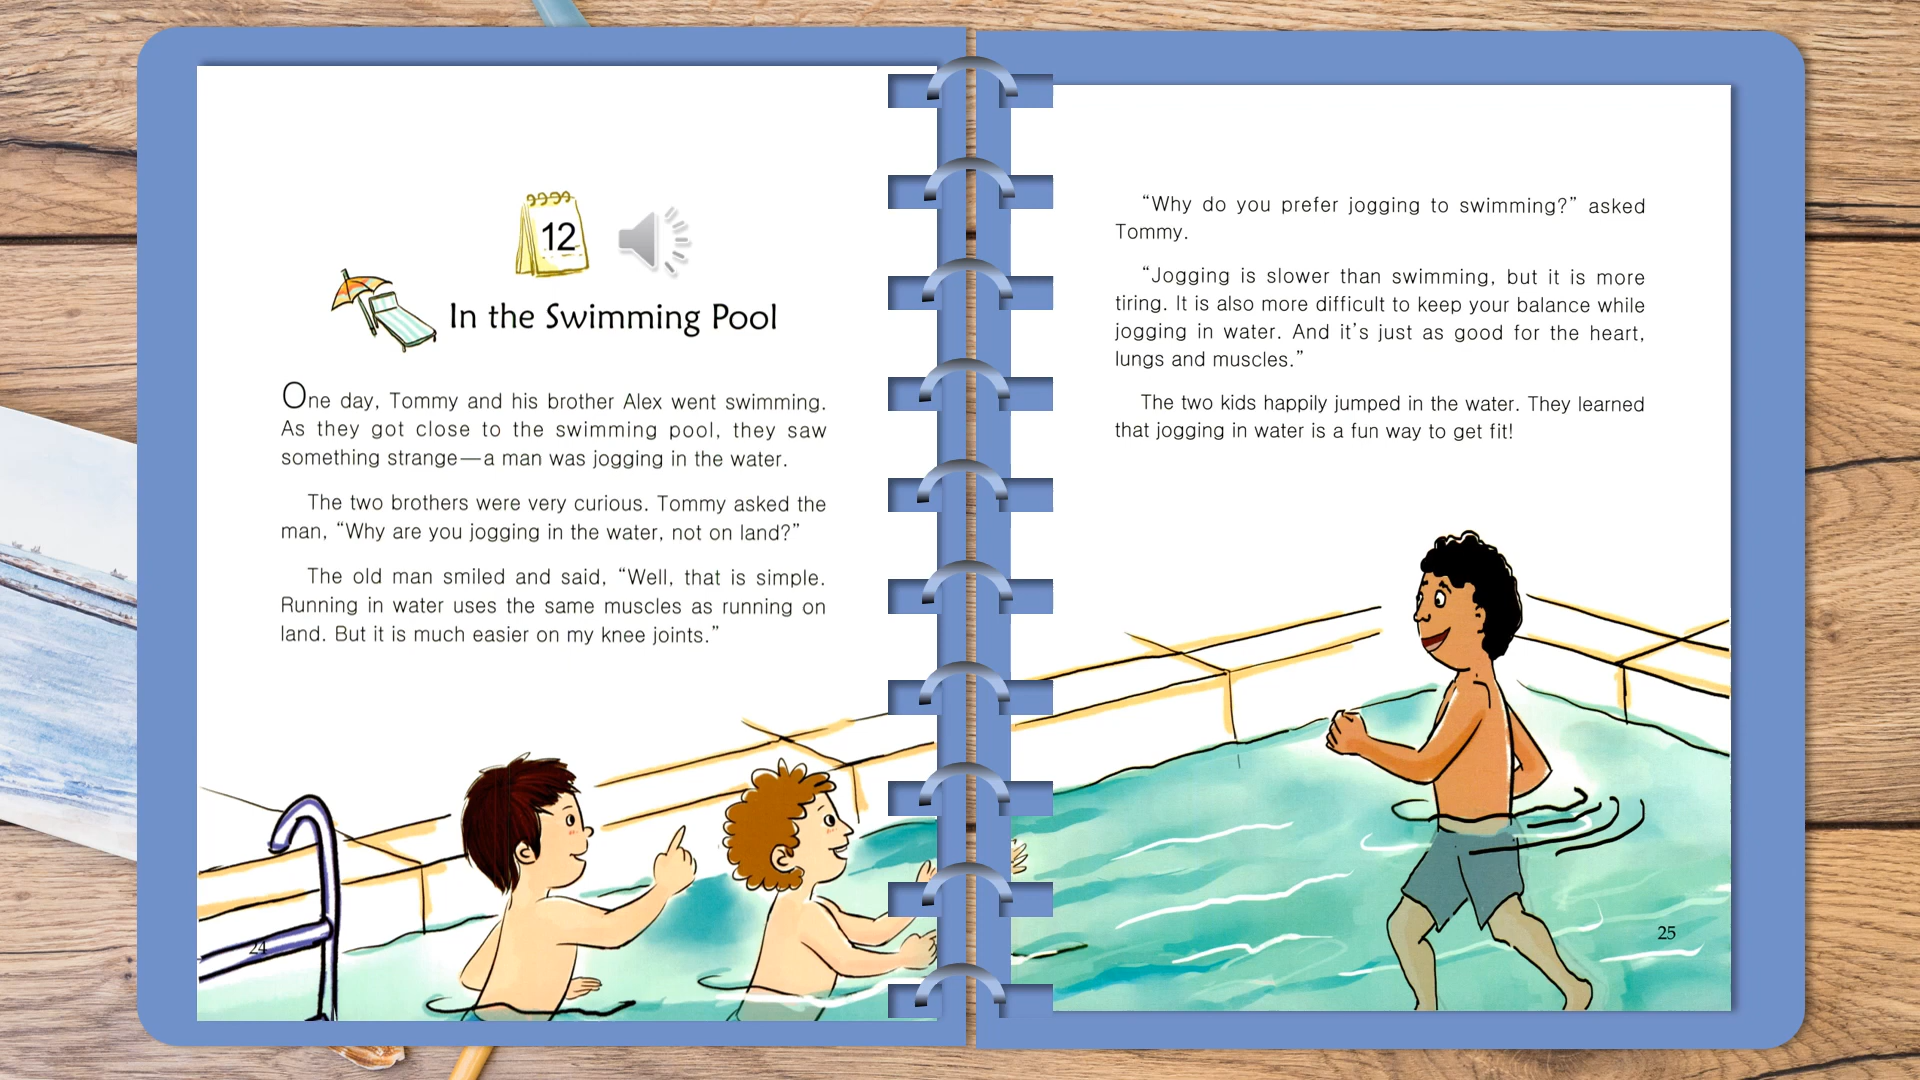 12
In the Swimming Pool
One day, Tommy and his brother Alex went swimming.
As they got close to the swimming pool, they saw
something strange—a man was jogging in the water.
The two brothers were very curious. Tommy asked the
man, “Why are you jogging in the water, not on land?”
The old man smiled and said, “Well, that is simple.
Running in water uses the same muscles as running on
land. But it is much easier on my knee joints.”
24
“Why do you prefer jogging to swimming?” asked
Tommy.
“Jogging is slower than swimming, but it is more
tiring. It is also more difficult to keep your balance while
jogging in water. And it’s just as good for the heart,
lungs and muscles.”
The two kids happily jumped in the water. They learned
that jogging in water is a fun way to get fit!
25